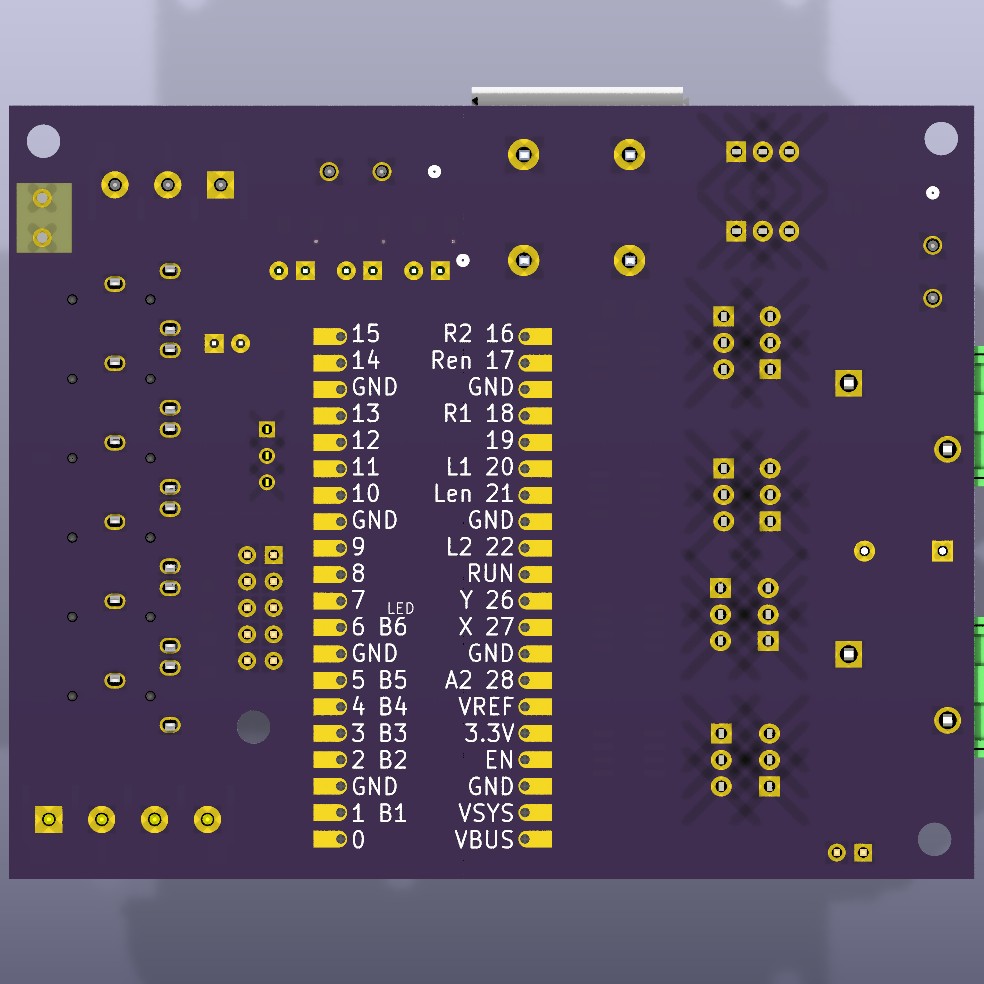 15 R2 16
14 Ren 17
GND GND
13 R1 18
12 19
11 L1 20
10 Len 21
GND GND
9 L2 22
8 RUN
7 Y 26
LED
6 B6 X 27
GND GND
5 B5 A2 28
4 B4 VREF
3 B3 3.3V
2 B2 EN
GND GND
1 B1 VSYS
0 VBUS